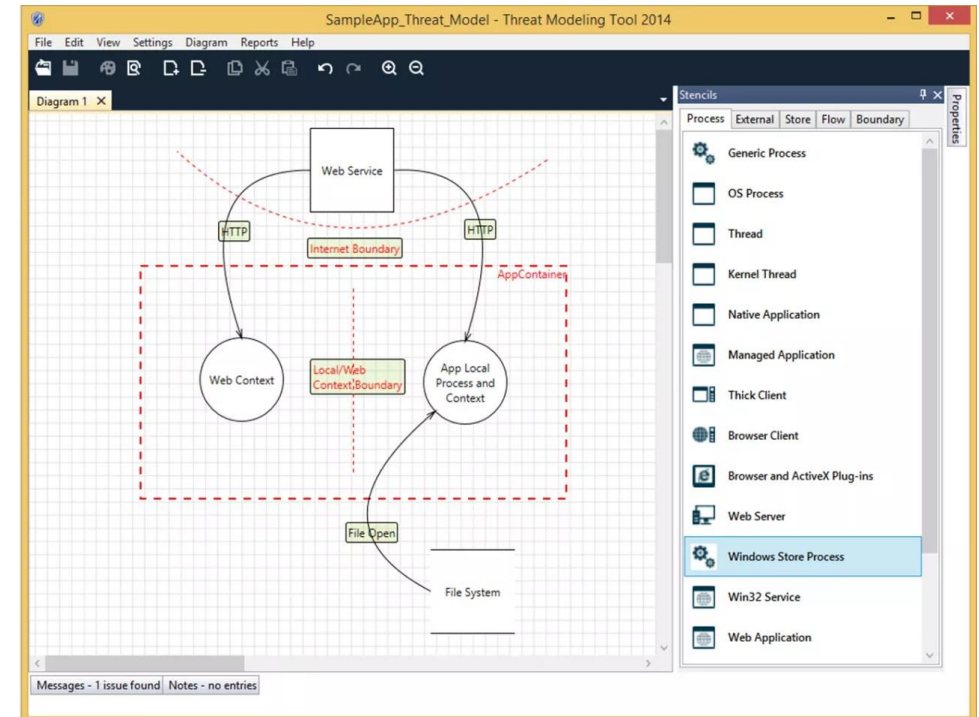 SampleApp_Threat_Model - Threat Modeling Tool 2014
File Edit View Settings Diagram Reports Help
Diagram 1
Web Service
HTTP
HTTP
Internet Boundary
AppContainer
Web Context
Local/Web
Context Boundary
App Local
Process and
Context
File Open
File System
Stencils
Process External Store Flow Boundary
Generic Process
OS Process
Thread
Kernel Thread
Native Application
Managed Application
Thick Client
Browser Client
Browser and ActiveX Plug-ins
Web Server
Windows Store Process
Win32 Service
Web Application
Properties
Messages - 1 issue found Notes - no entries